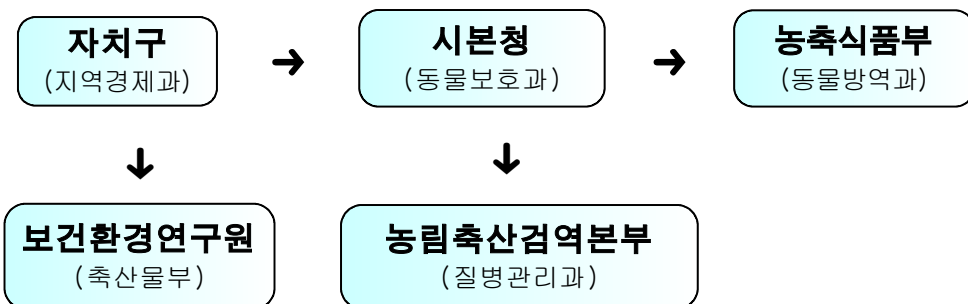 자치구
(지역경제과)
➜
시본청
(동물보호과)
➜
농축식품부
(동물방역과)
보건환경연구원
(축산물부)
농림축산검역본부
(질병관리과)